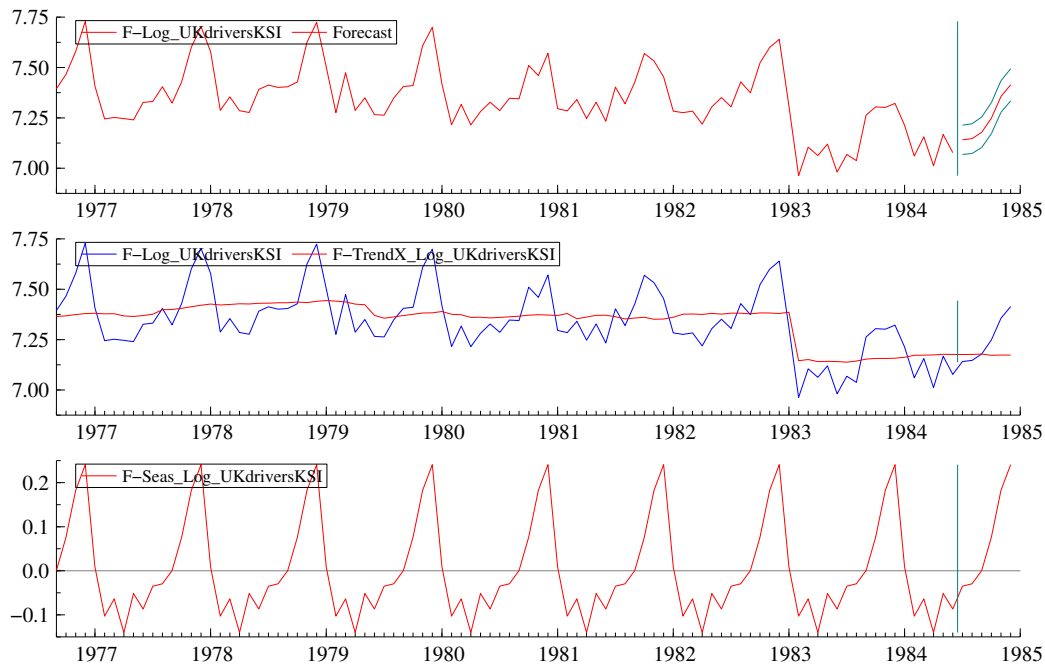 7.75
F−Log_UKdriversKSI Forecast
7.50
7.25
7.00
1977 1978 1979 1980 1981 1982 1983 1984 1985
7.75
F−Log_UKdriversKSI F−TrendX_Log_UKdriversKSI
7.50
7.25
7.00
1977 1978 1979 1980 1981 1982 1983 1984 1985
F−Seas_Log_UKdriversKSI
0.2
0.1
0.0
−0.1
1977 1978 1979 1980 1981 1982 1983 1984 1985